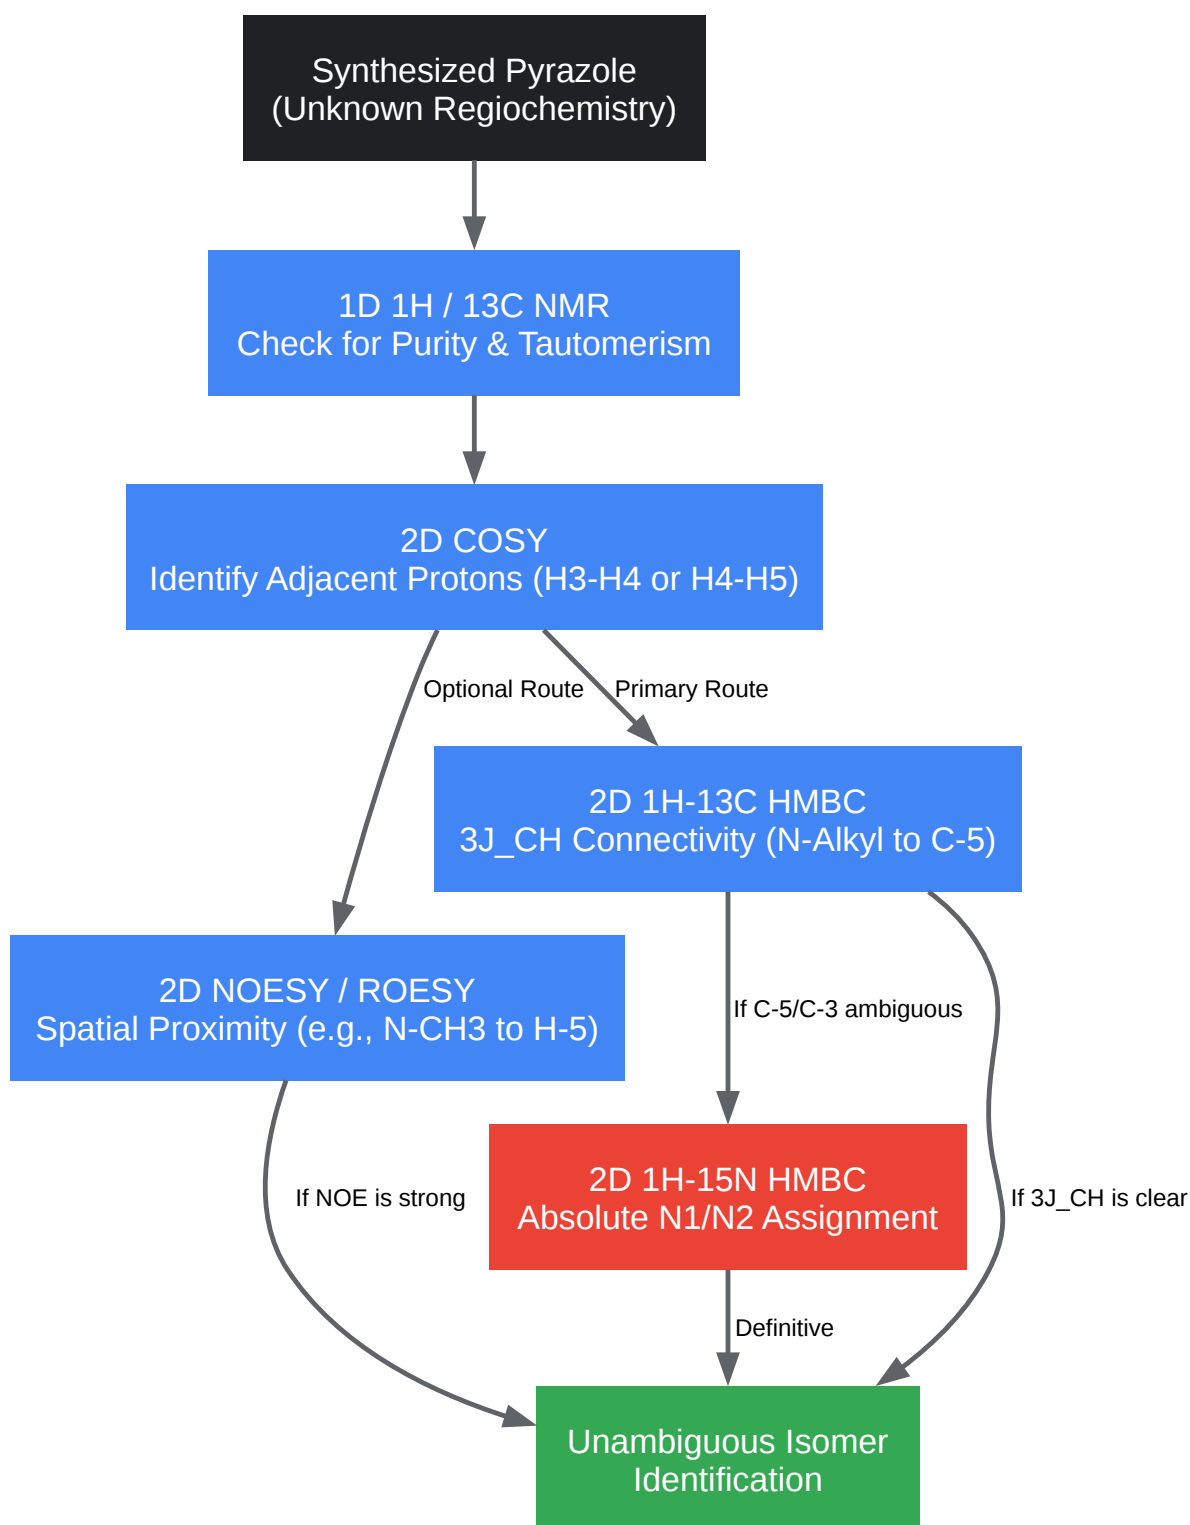 Synthesized Pyrazole
(Unknown Regiochemistry)
1D 1H / 13C NMR
Check for Purity & Tautomerism
2D COSY
Identify Adjacent Protons (H3-H4 or H4-H5)
Optional Route
Primary Route
2D 1H-13C HMBC
3J_CH Connectivity (N-Alkyl to C-5)
2D NOESY / ROESY
Spatial Proximity (e.g., N-CH3 to H-5)
If C-5/C-3 ambiguous
2D 1H-15N HMBC
Absolute N1/N2 Assignment
If NOE is strong
If 3J_CH is clear
Definitive
Unambiguous Isomer
Identification